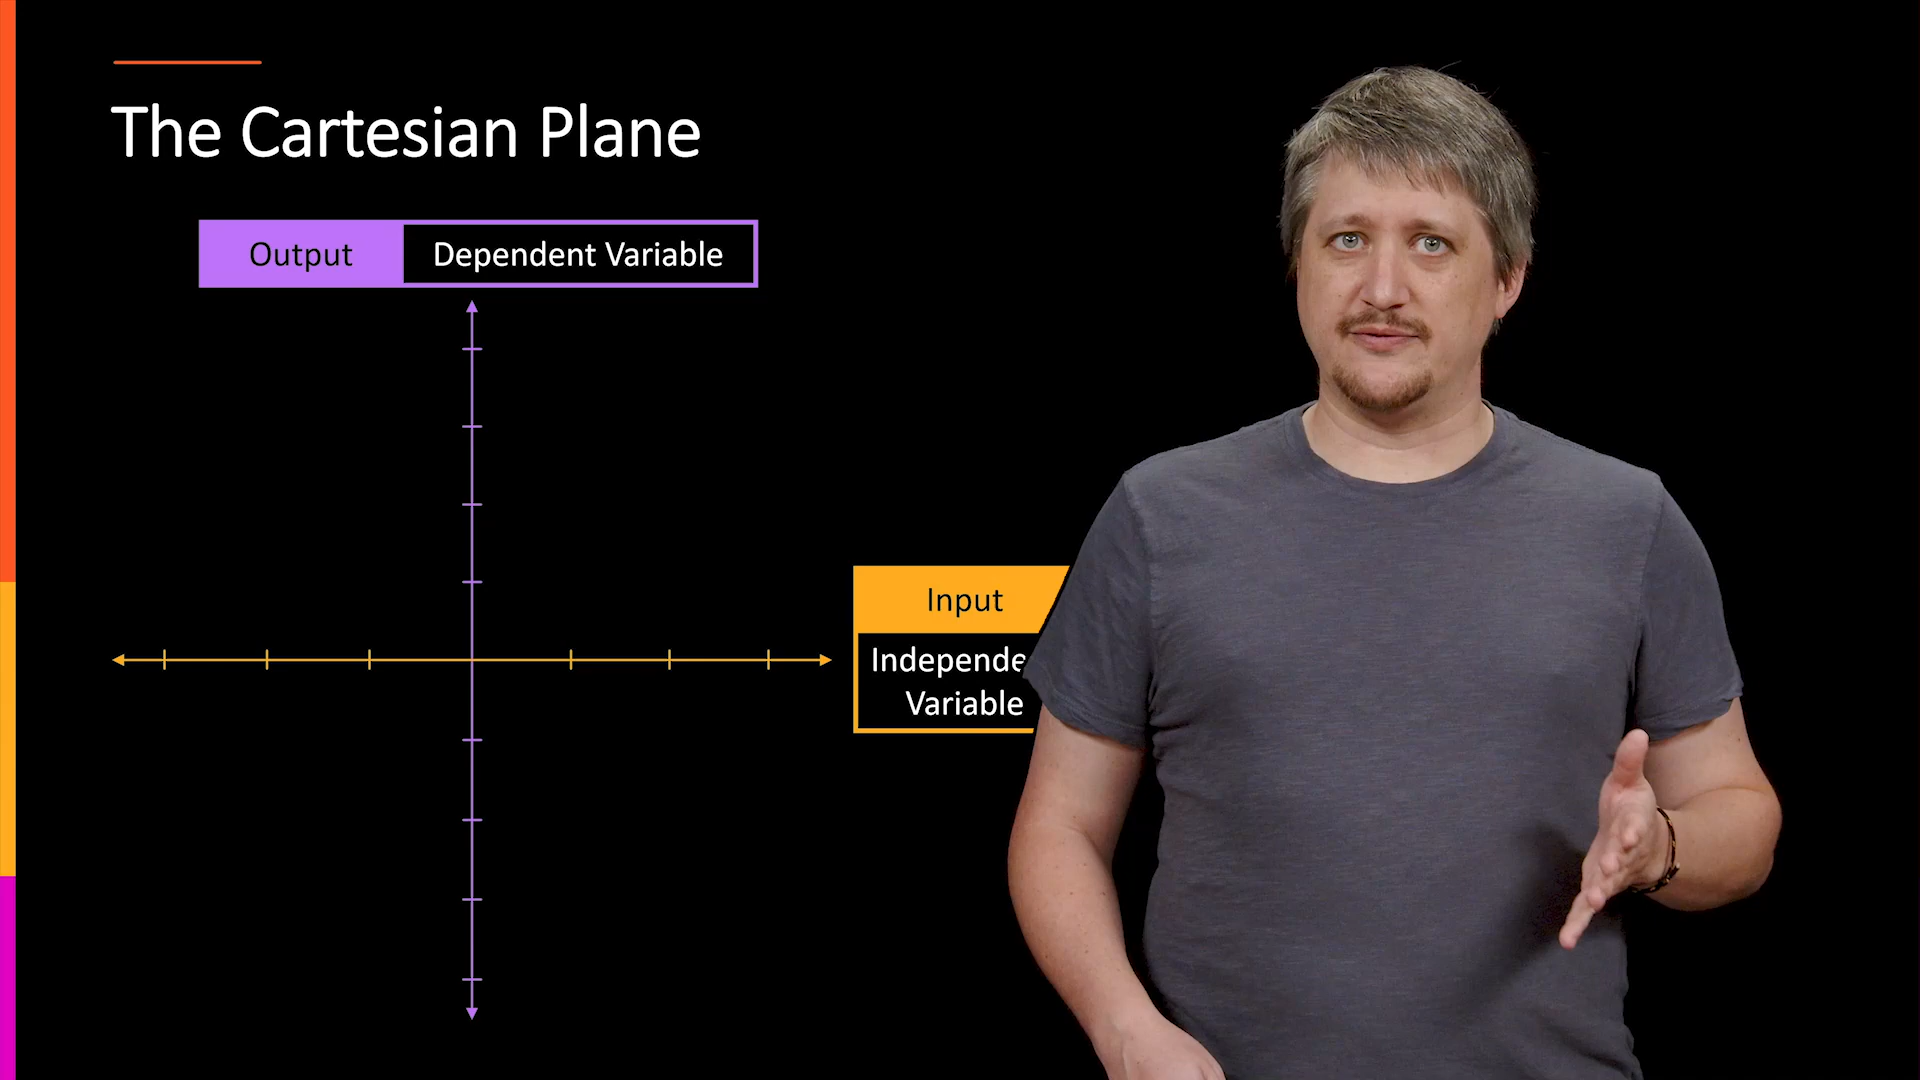 The Cartesian Plane
Output
Dependent Variable
Input
Independe
Variable